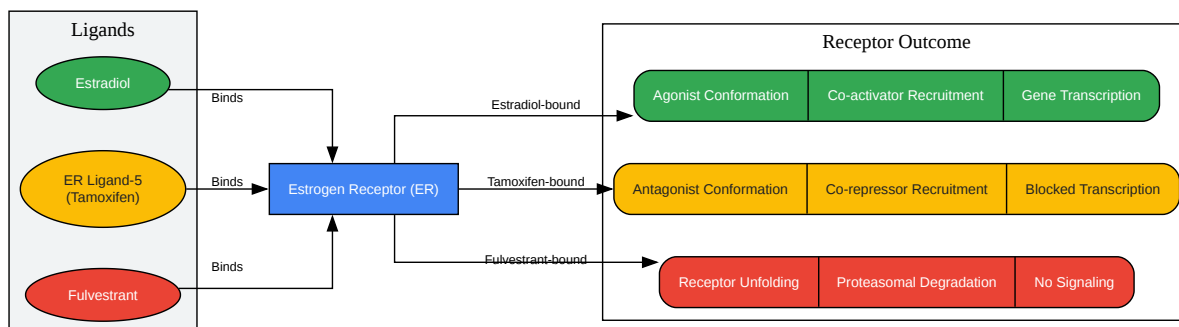 Ligands
Estradiol
ER Ligand-5
(Tamoxifen)
Fulvestrant
Binds
Binds
Binds
Estrogen Receptor (ER)
Estradiol-bound
Tamoxifen-bound
Fulvestrant-bound
Receptor Outcome
Agonist Conformation
Co-activator Recruitment
Gene Transcription
Antagonist Conformation
Co-repressor Recruitment
Blocked Transcription
Receptor Unfolding
Proteasomal Degradation
No Signaling